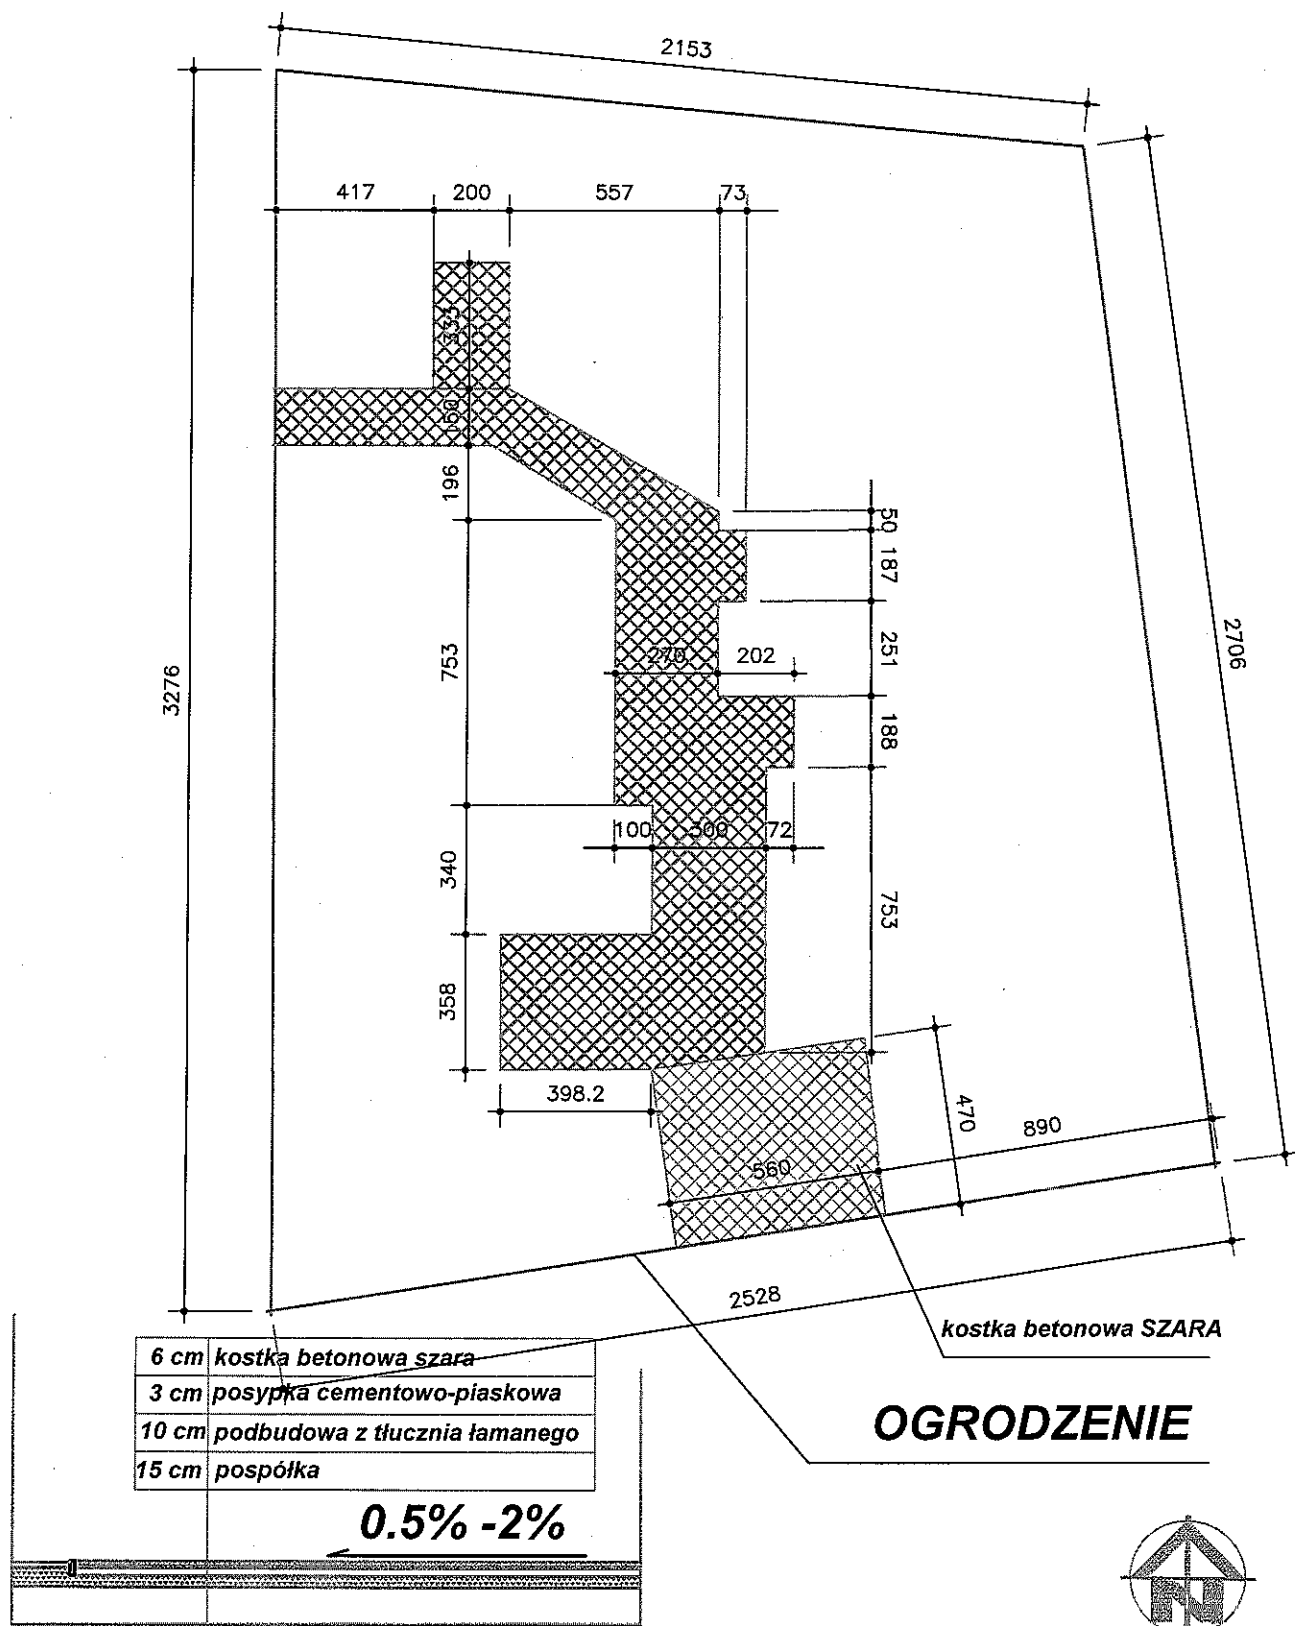 2153
417 200 557 73
333
150
196
50
187
251
270 202
753
3276
2706
188
100 300 72
340
753
358
398.2
470
890
560
2528
kostka betonowa SZARA
6 cm kostka betonowa szara
3 cm posypka cementowo-piaskowa
10 cm podbudowa z tłucznia łamanego
15 cm pospółka
OGRODZENIE
0.5% -2%
N